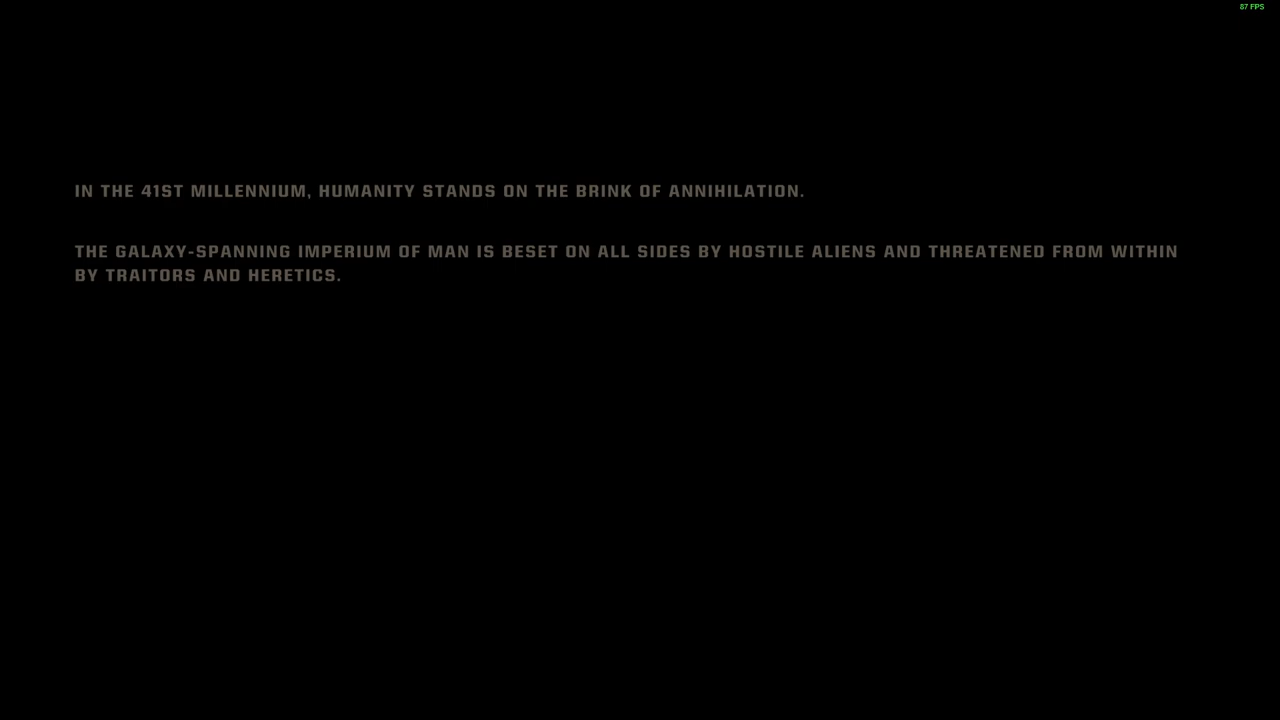 87 FPS
IN THE 41ST MILLENNIUM, HUMANITY STANDS ON THE BRINK OF ANNIHILATION.
THE GALAXY-SPANNING IMPERIUM OF MAN IS BESET ON ALL SIDES BY HOSTILE ALIENS AND THREATENED FROM WITHIN
BY TRAITORS AND HERETICS.